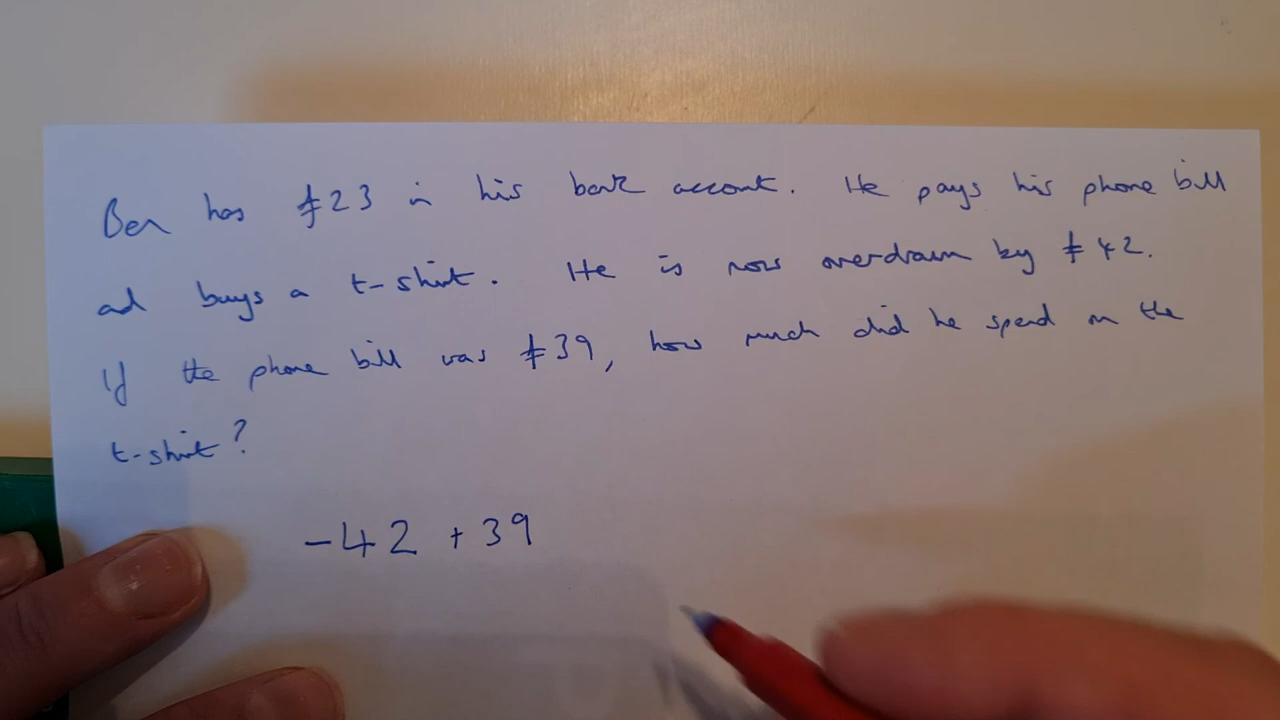 Ben has £23 in his bank account. He pays his phone bill
and buys a t-shirt. He is now overdrawn by £42.
If the phone bill was £39, how much did he spend on the
t-shirt?
-42 + 39